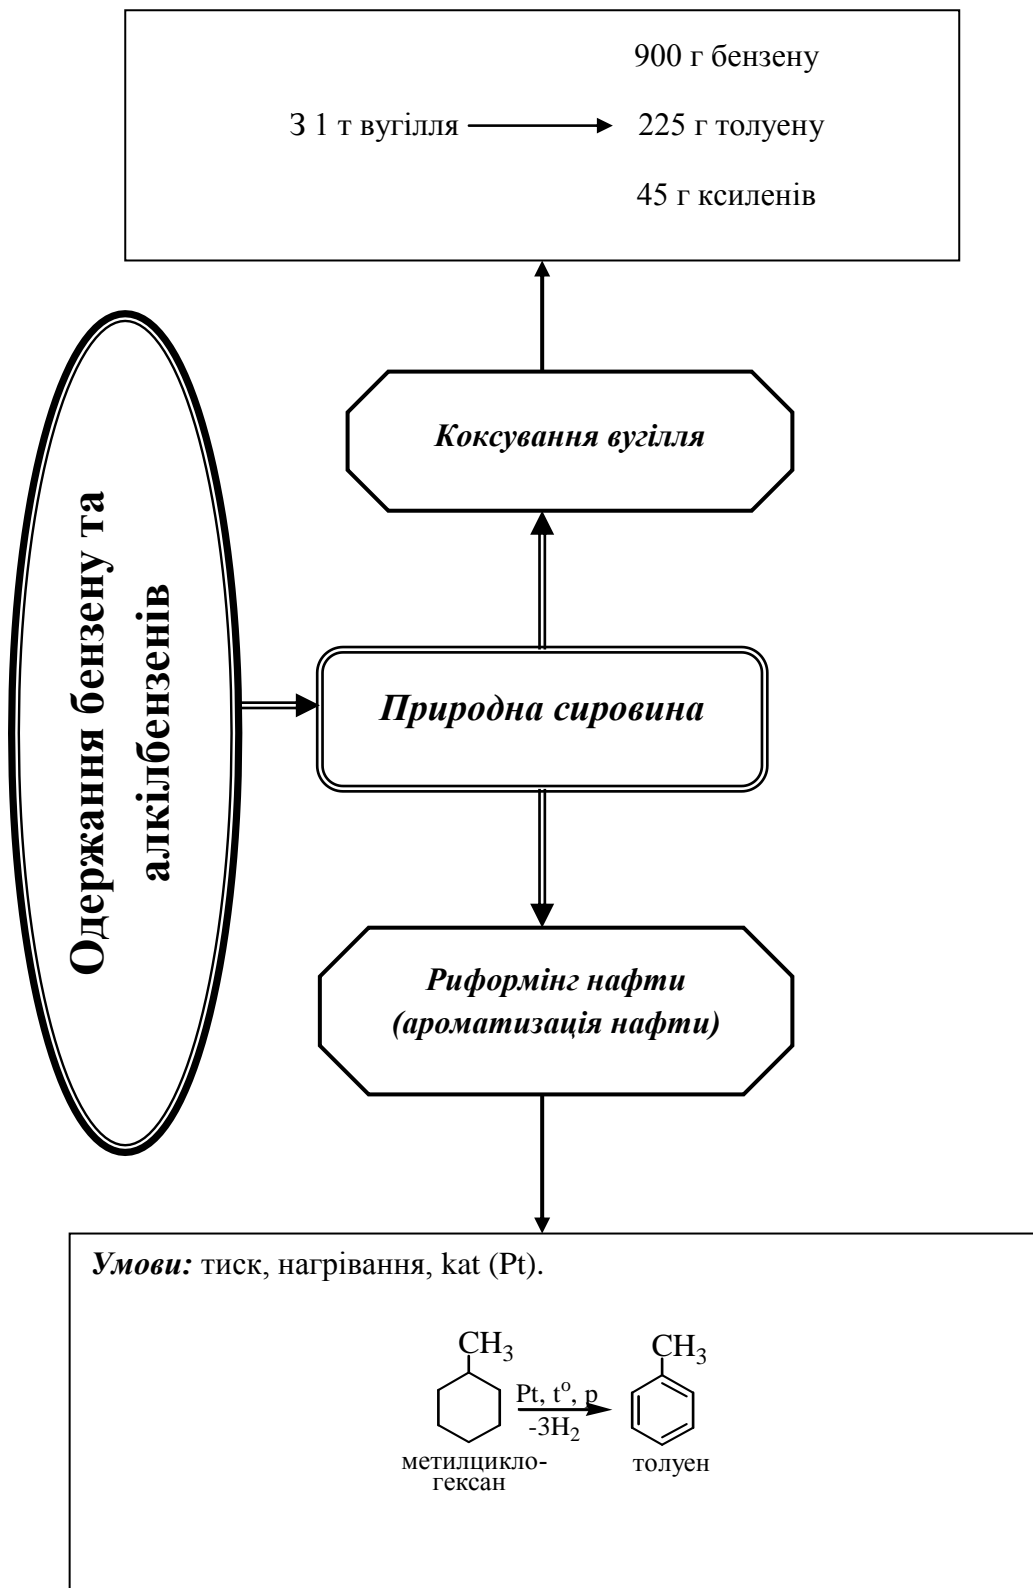 900 г бензену
З 1 т вугілля
225 г толуену
45 г ксиленів
Коксування вугілля
Одержання бензену та
алкілбензенів
Природна сировина
Риформінг нафти
(ароматизація нафти)
Умови: тиск, нагрівання, kat (Pt).
CH3
CH3
Pt, tº, p
-3H2
метилцикло-
гексан
толуен